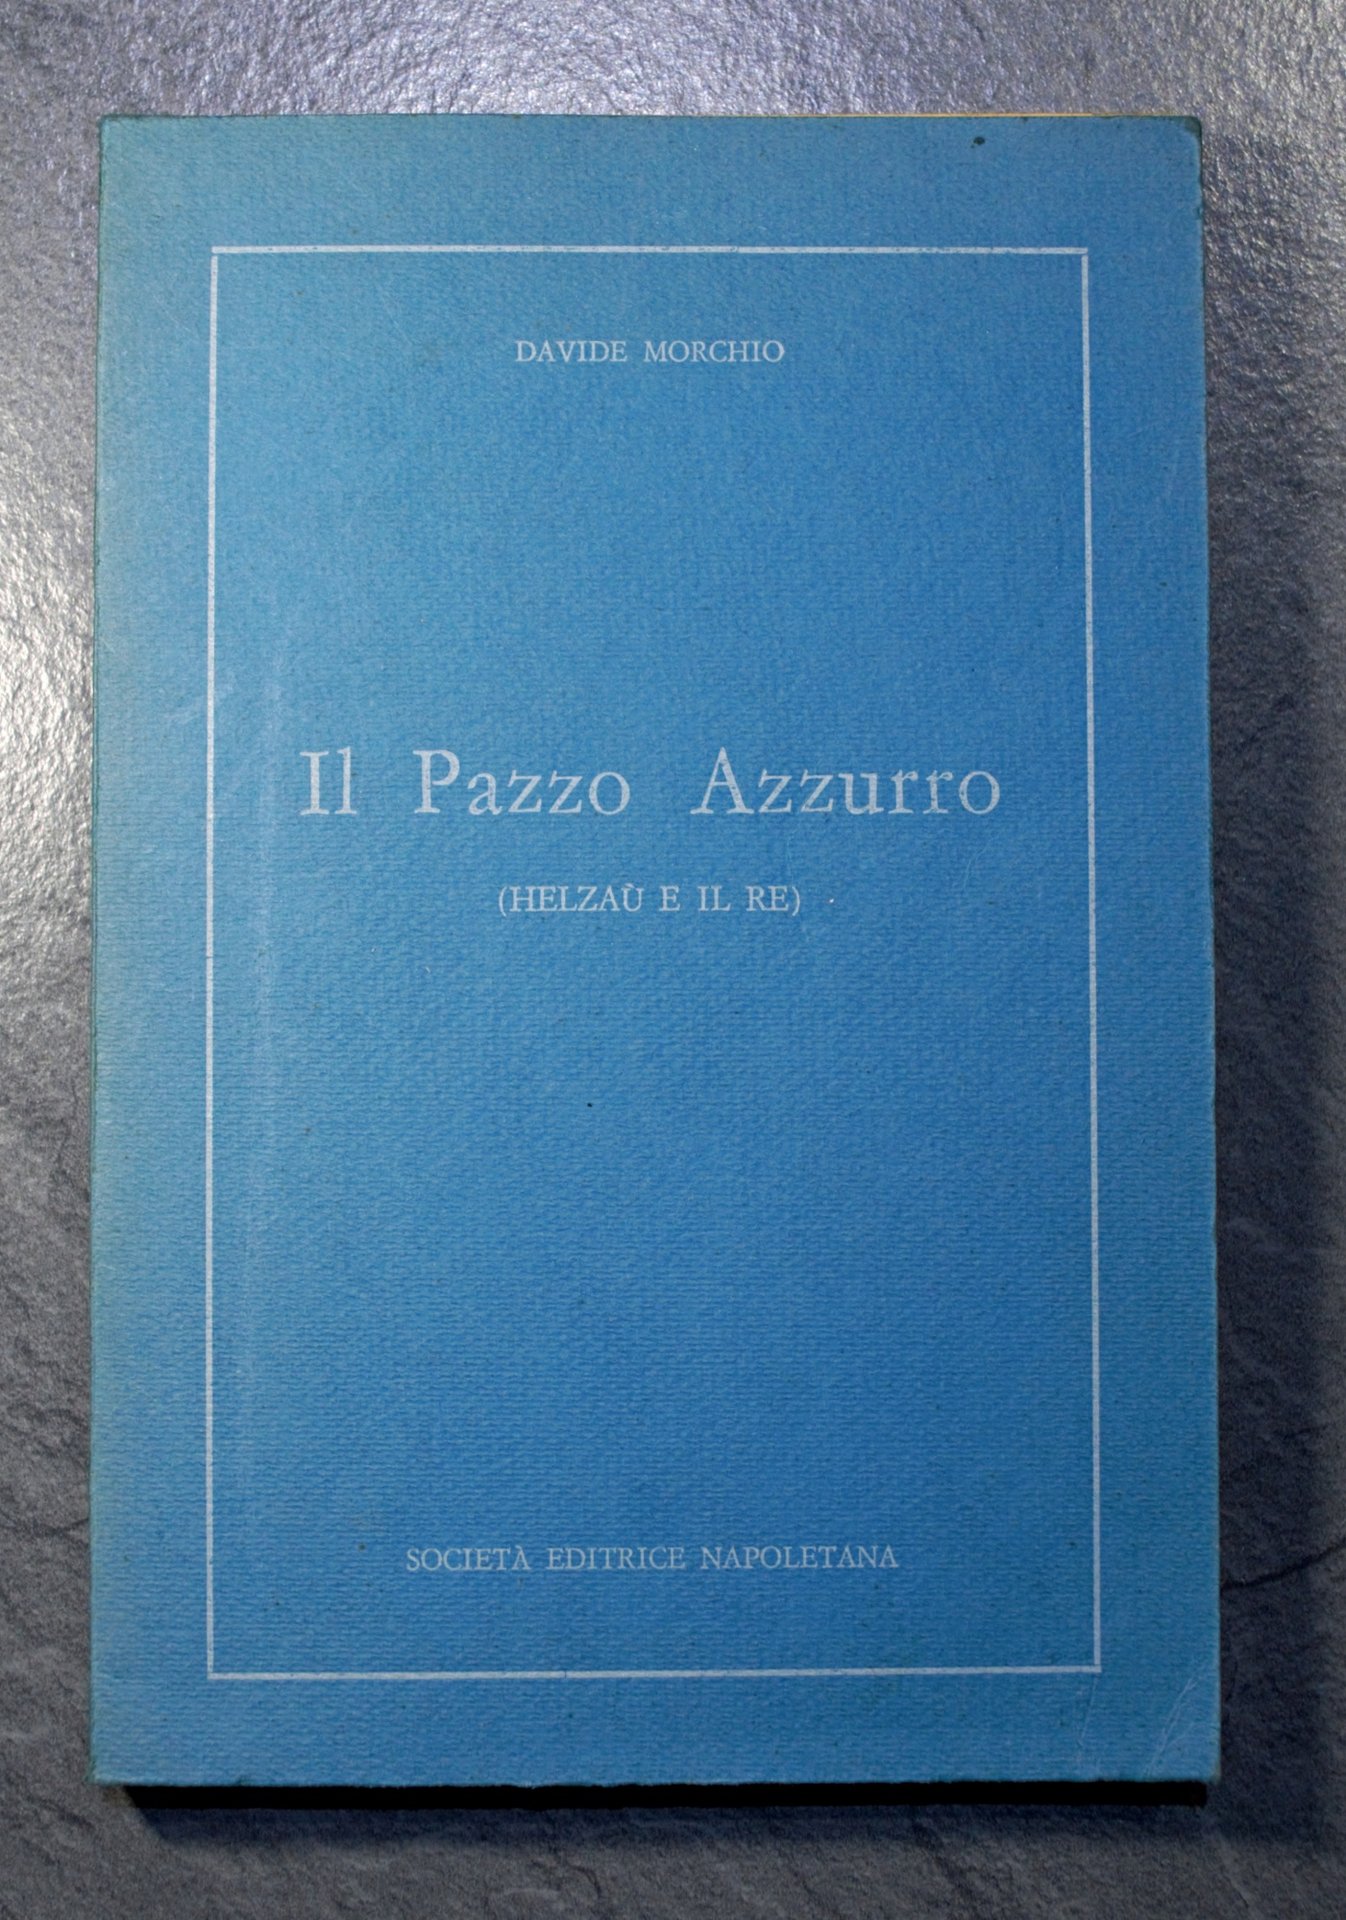 DAVIDE MORCHIO
Il Pazzo Azzurro
(HELZAÙ E IL RE)
SOCIETÀ EDITRICE NAPOLETANA